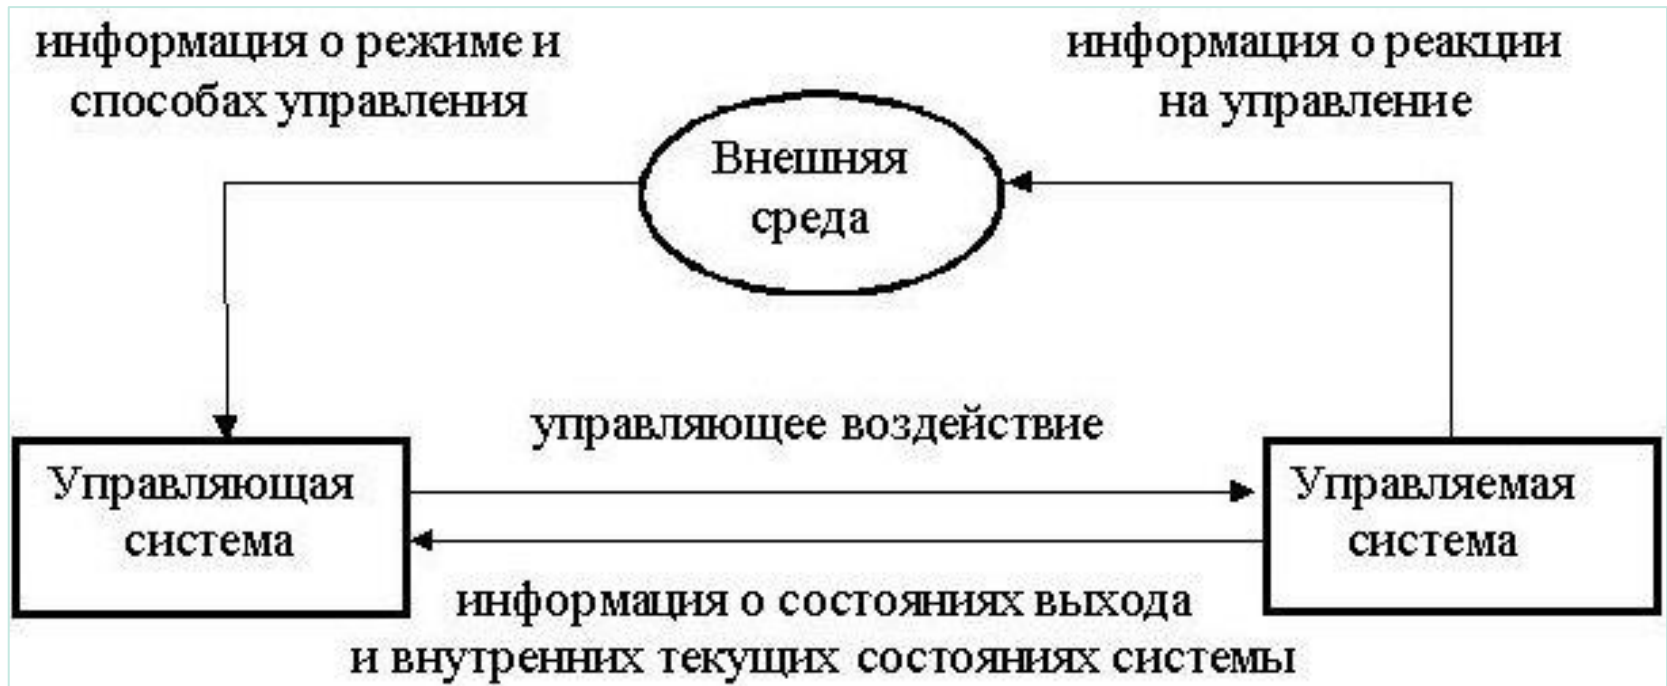 информация о режиме и
способах управления
информация о реакции
на управление
Внешняя
среда
управляющее воздействие
Управляющая
система
Управляемая
система
информация о состояниях выхода
и внутренних текущих состояниях системы